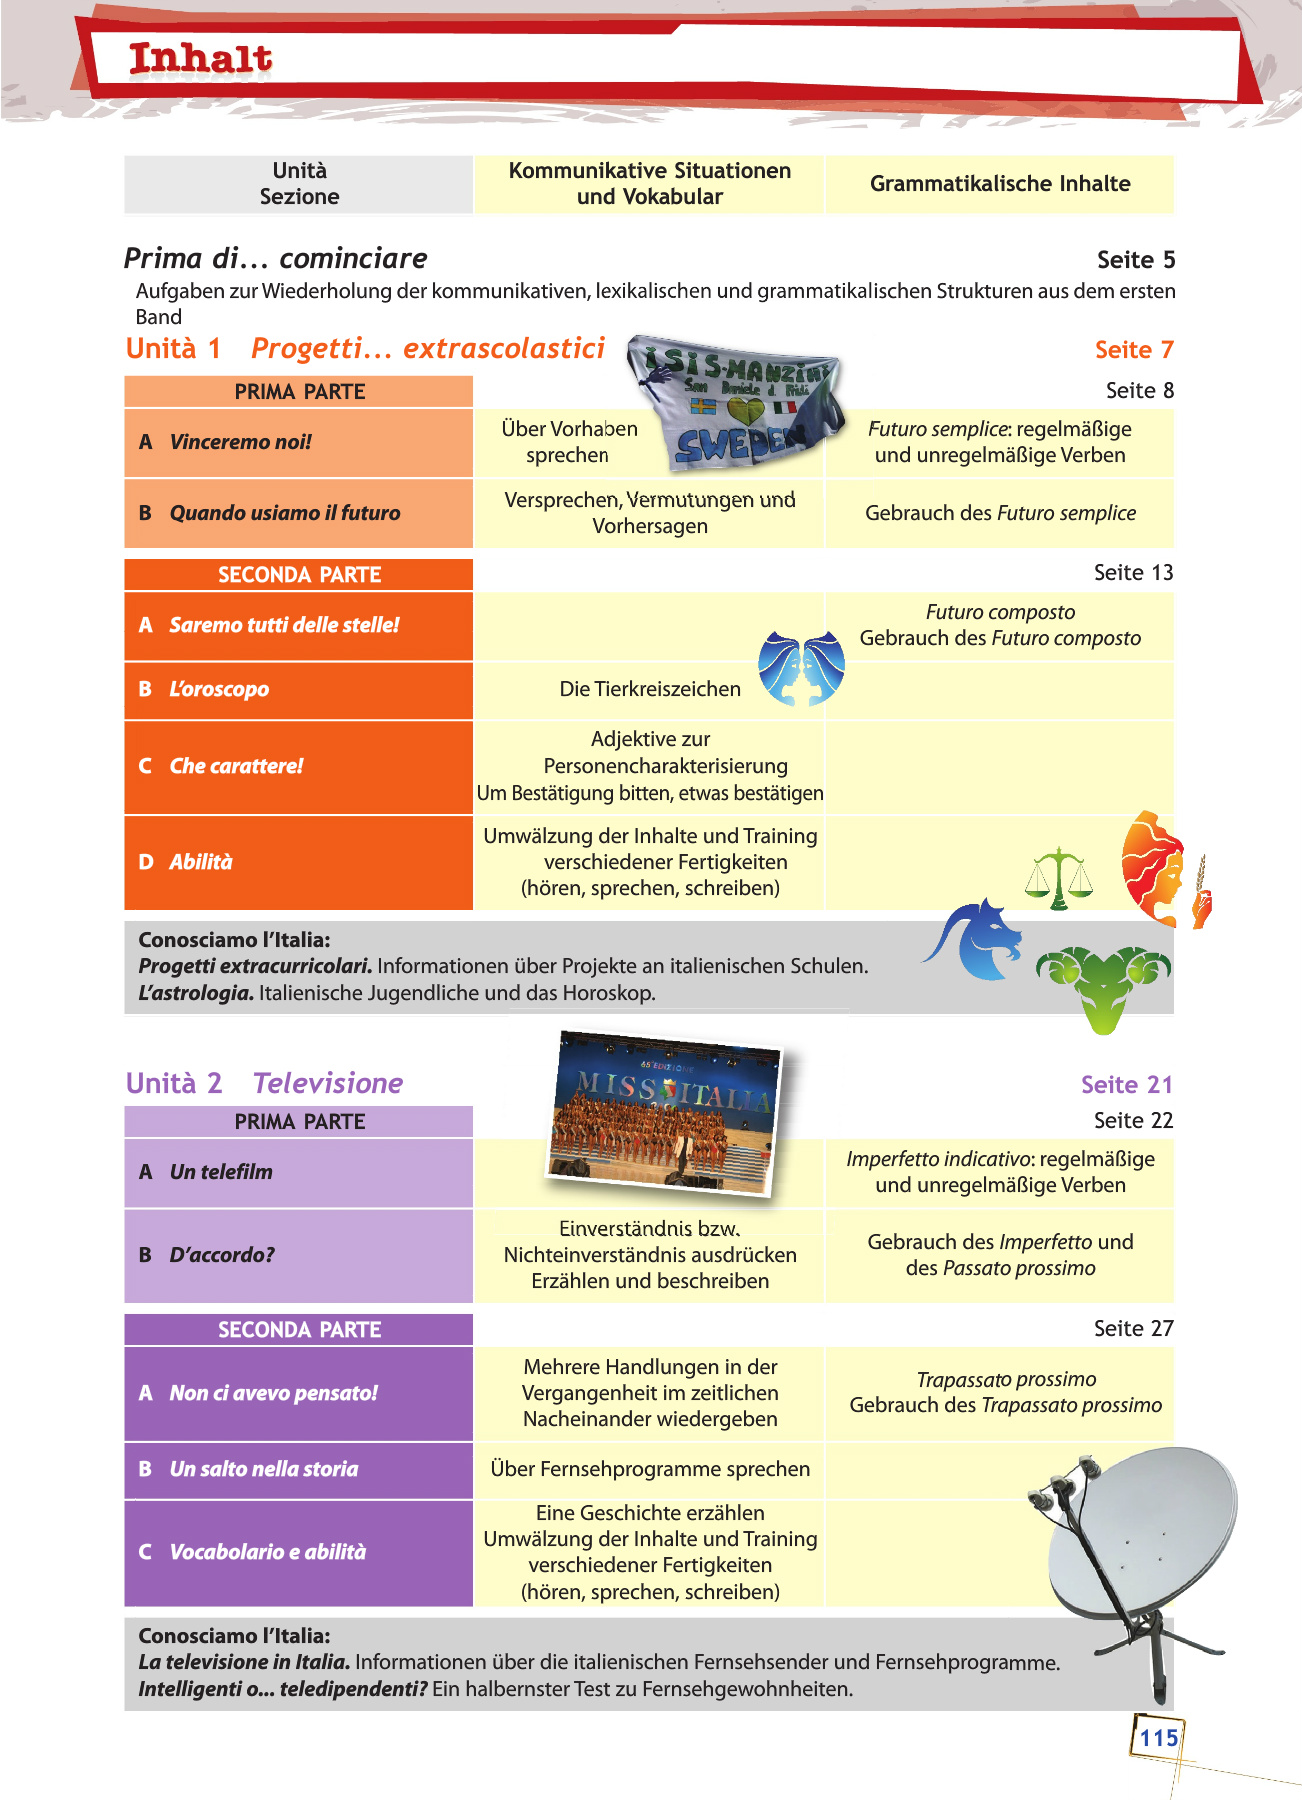 Inhalt
Unità
Sezione
Kommunikative Situationen
und Vokabular
Grammatikalische Inhalte
Prima di... cominciare
Seite 5
Aufgaben zur Wiederholung der kommunikativen, lexikalischen und grammatikalischen Strukturen aus dem ersten
Band
Unità 1 Progetti... extrascolastici
Seite 7
ISIS-MANZINI
San Daniele d. Friuli
SWEDEN
PRIMA PARTE
Seite 8
A Vinceremo noi!
Über Vorhaben
sprechen
Futuro semplice: regelmäßige
und unregelmäßige Verben
B Quando usiamo il futuro
Versprechen, Vermutungen und
Vorhersagen
Gebrauch des Futuro semplice
SECONDA PARTE
Seite 13
A Saremo tutti delle stelle!
Futuro composto
Gebrauch des Futuro composto
B L'oroscopo
Die Tierkreiszeichen
C Che carattere!
Adjektive zur
Personencharakterisierung
Um Bestätigung bitten, etwas bestätigen
D Abilità
Umwälzung der Inhalte und Training
verschiedener Fertigkeiten
(hören, sprechen, schreiben)
Conosciamo l'Italia:
Progetti extracurricolari. Informationen über Projekte an italienischen Schulen.
L'astrologia. Italienische Jugendliche und das Horoskop.
Unità 2 Televisione
Seite 21
65ª EDIZIONE
MISS ITALIA
PRIMA PARTE
Seite 22
A Un telefilm
Imperfetto indicativo: regelmäßige
und unregelmäßige Verben
B D'accordo?
Einverständnis bzw.
Nichteinverständnis ausdrücken
Erzählen und beschreiben
Gebrauch des Imperfetto und
des Passato prossimo
SECONDA PARTE
Seite 27
A Non ci avevo pensato!
Mehrere Handlungen in der
Vergangenheit im zeitlichen
Nacheinander wiedergeben
Trapassato prossimo
Gebrauch des Trapassato prossimo
B Un salto nella storia
Über Fernsehprogramme sprechen
C Vocabolario e abilità
Eine Geschichte erzählen
Umwälzung der Inhalte und Training
verschiedener Fertigkeiten
(hören, sprechen, schreiben)
Conosciamo l'Italia:
La televisione in Italia. Informationen über die italienischen Fernsehsender und Fernsehprogramme.
Intelligenti o... teledipendenti? Ein halbernster Test zu Fernsehgewohnheiten.
115